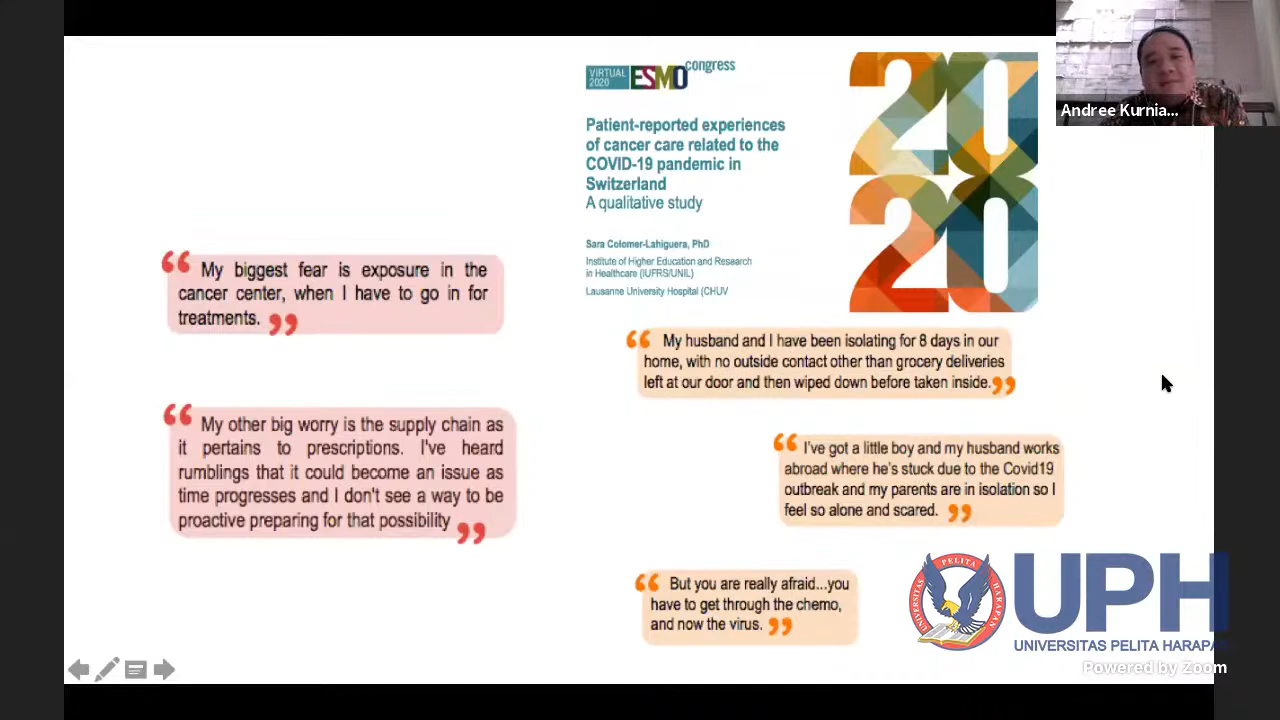 VIRTUAL
2020
ESMO congress
Patient-reported experiences
of cancer care related to the
COVID-19 pandemic in
Switzerland
A qualitative study
Sara Colomer-Lahiguera, PhD
Institute of Higher Education and Research
in Healthcare (IUFRS/UNIL)
Lausanne University Hospital (CHUV
20
20
Andree Kurnia...
“ My biggest fear is exposure in the
cancer center, when I have to go in for
treatments. ”
“ My other big worry is the supply chain as
it pertains to prescriptions. I've heard
rumblings that it could become an issue as
time progresses and I don't see a way to be
proactive preparing for that possibility ”
“ My husband and I have been isolating for 8 days in our
home, with no outside contact other than grocery deliveries
left at our door and then wiped down before taken inside. ”
“ I've got a little boy and my husband works
abroad where he's stuck due to the Covid19
outbreak and my parents are in isolation so I
feel so alone and scared. ”
“ But you are really afraid...you
have to get through the chemo,
and now the virus. ”
UNIVERSITAS PELITA HARAPAN
UPH
UNIVERSITAS PELITA HARAPAN
Powered by Zoom